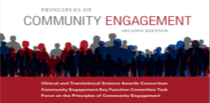 PRINCIPLES OF
COMMUNITY ENGAGEMENT
SECOND EDITION
Clinical and Translational Science Awards Consortium
Community Engagement Key Function Committee Task
Force on the Principles of Community Engagement